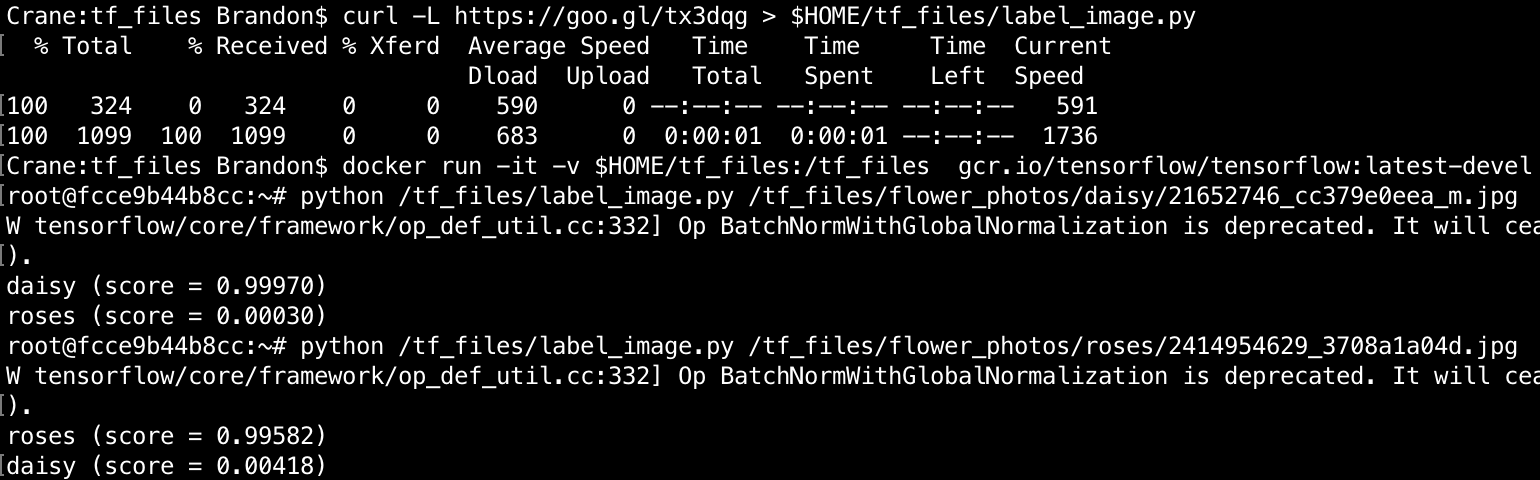 Crane:tf_files Brandon$ curl -L https://goo.gl/tx3dqg > $HOME/tf_files/label_image.py
[  % Total    % Received % Xferd  Average Speed   Time    Time     Time  Current
                                 Dload  Upload   Total   Spent    Left  Speed
[100   324    0   324    0     0    590      0 --:--:-- --:--:-- --:--:--   591
[100  1099  100  1099    0     0    683      0  0:00:01  0:00:01 --:--:--  1736
[Crane:tf_files Brandon$ docker run -it -v $HOME/tf_files:/tf_files  gcr.io/tensorflow/tensorflow:latest-devel
[root@fcce9b44b8cc:~# python /tf_files/label_image.py /tf_files/flower_photos/daisy/21652746_cc379e0eea_m.jpg
W tensorflow/core/framework/op_def_util.cc:332] Op BatchNormWithGlobalNormalization is deprecated. It will cea
[).
daisy (score = 0.99970)
roses (score = 0.00030)
root@fcce9b44b8cc:~# python /tf_files/label_image.py /tf_files/flower_photos/roses/2414954629_3708a1a04d.jpg
W tensorflow/core/framework/op_def_util.cc:332] Op BatchNormWithGlobalNormalization is deprecated. It will cea
[).
roses (score = 0.99582)
[daisy (score = 0.00418)